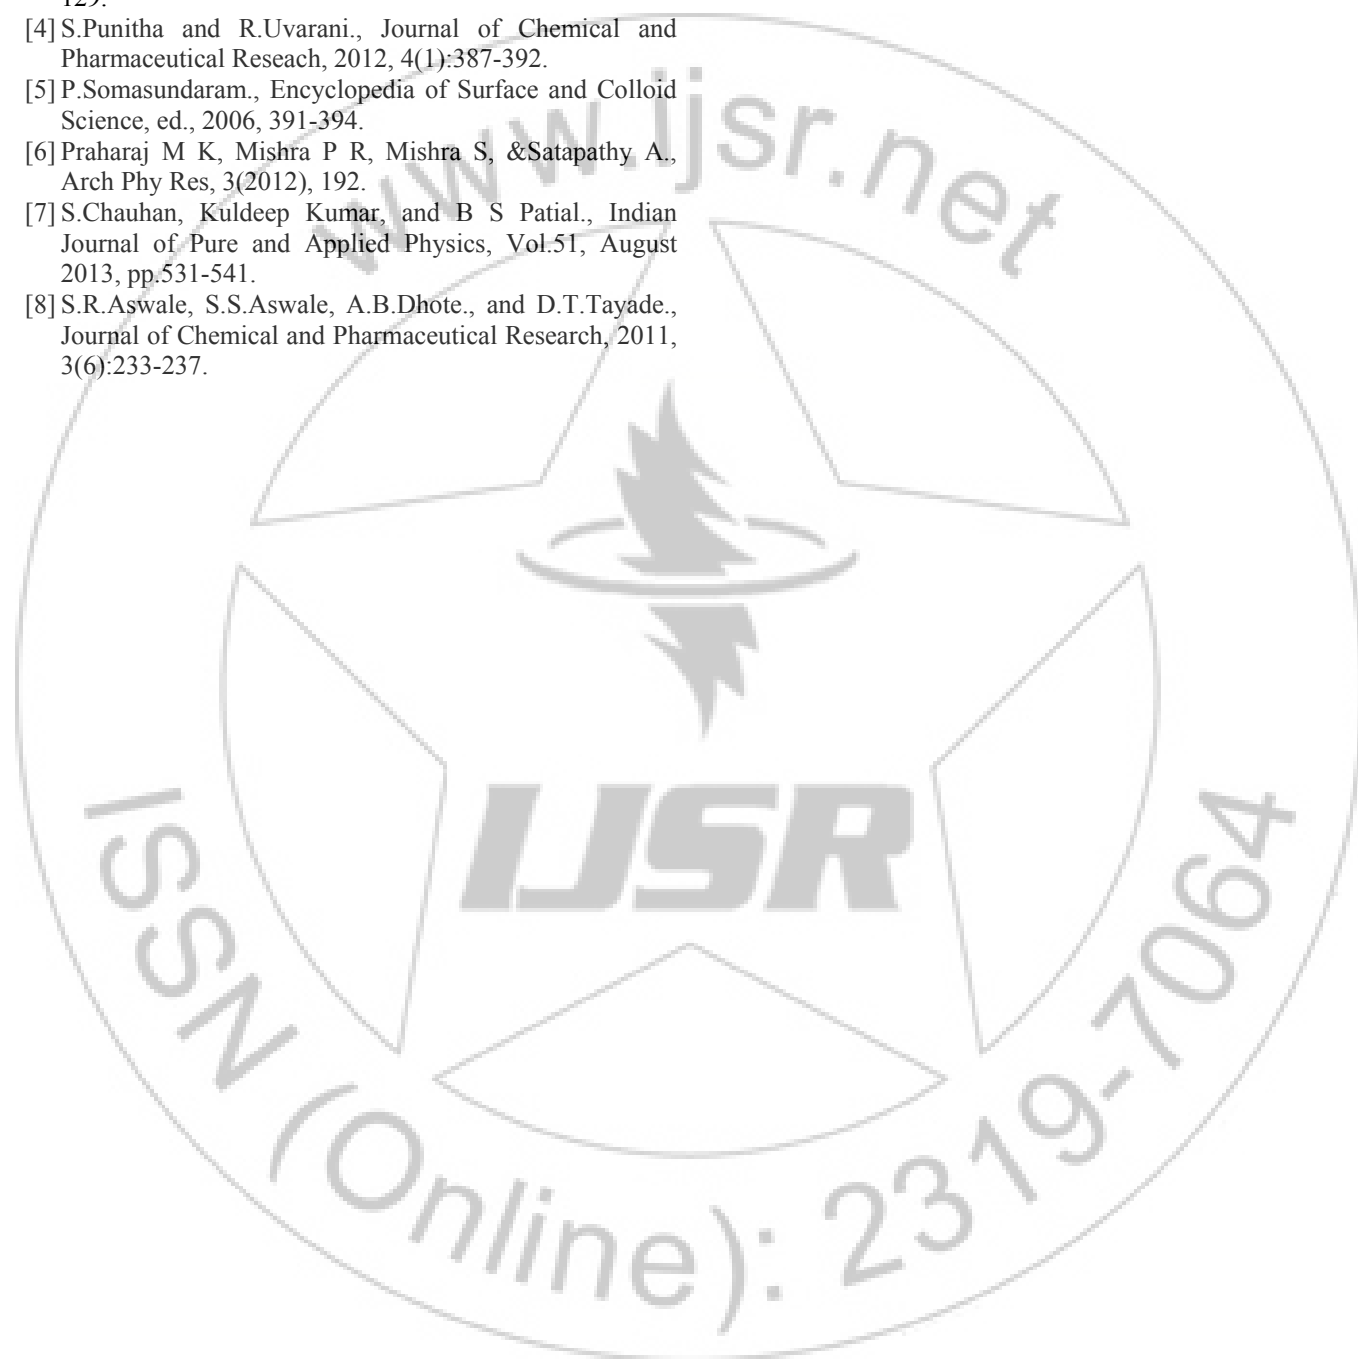 129.
[4] S.Punitha and R.Uvarani., Journal of Chemical and
Pharmaceutical Reseach, 2012, 4(1):387-392.
[5] P.Somasundaram., Encyclopedia of Surface and Colloid
Science, ed., 2006, 391-394.
[6] Praharaj M K, Mishra P R, Mishra S, &Satapathy A.,
Arch Phy Res, 3(2012), 192.
[7] S.Chauhan, Kuldeep Kumar, and B S Patial., Indian
Journal of Pure and Applied Physics, Vol.51, August
2013, pp.531-541.
[8] S.R.Aswale, S.S.Aswale, A.B.Dhote., and D.T.Tayade.,
Journal of Chemical and Pharmaceutical Research, 2011,
3(6):233-237.
www.ijsr.net
IJSR
ISSN (Online): 2319-7064